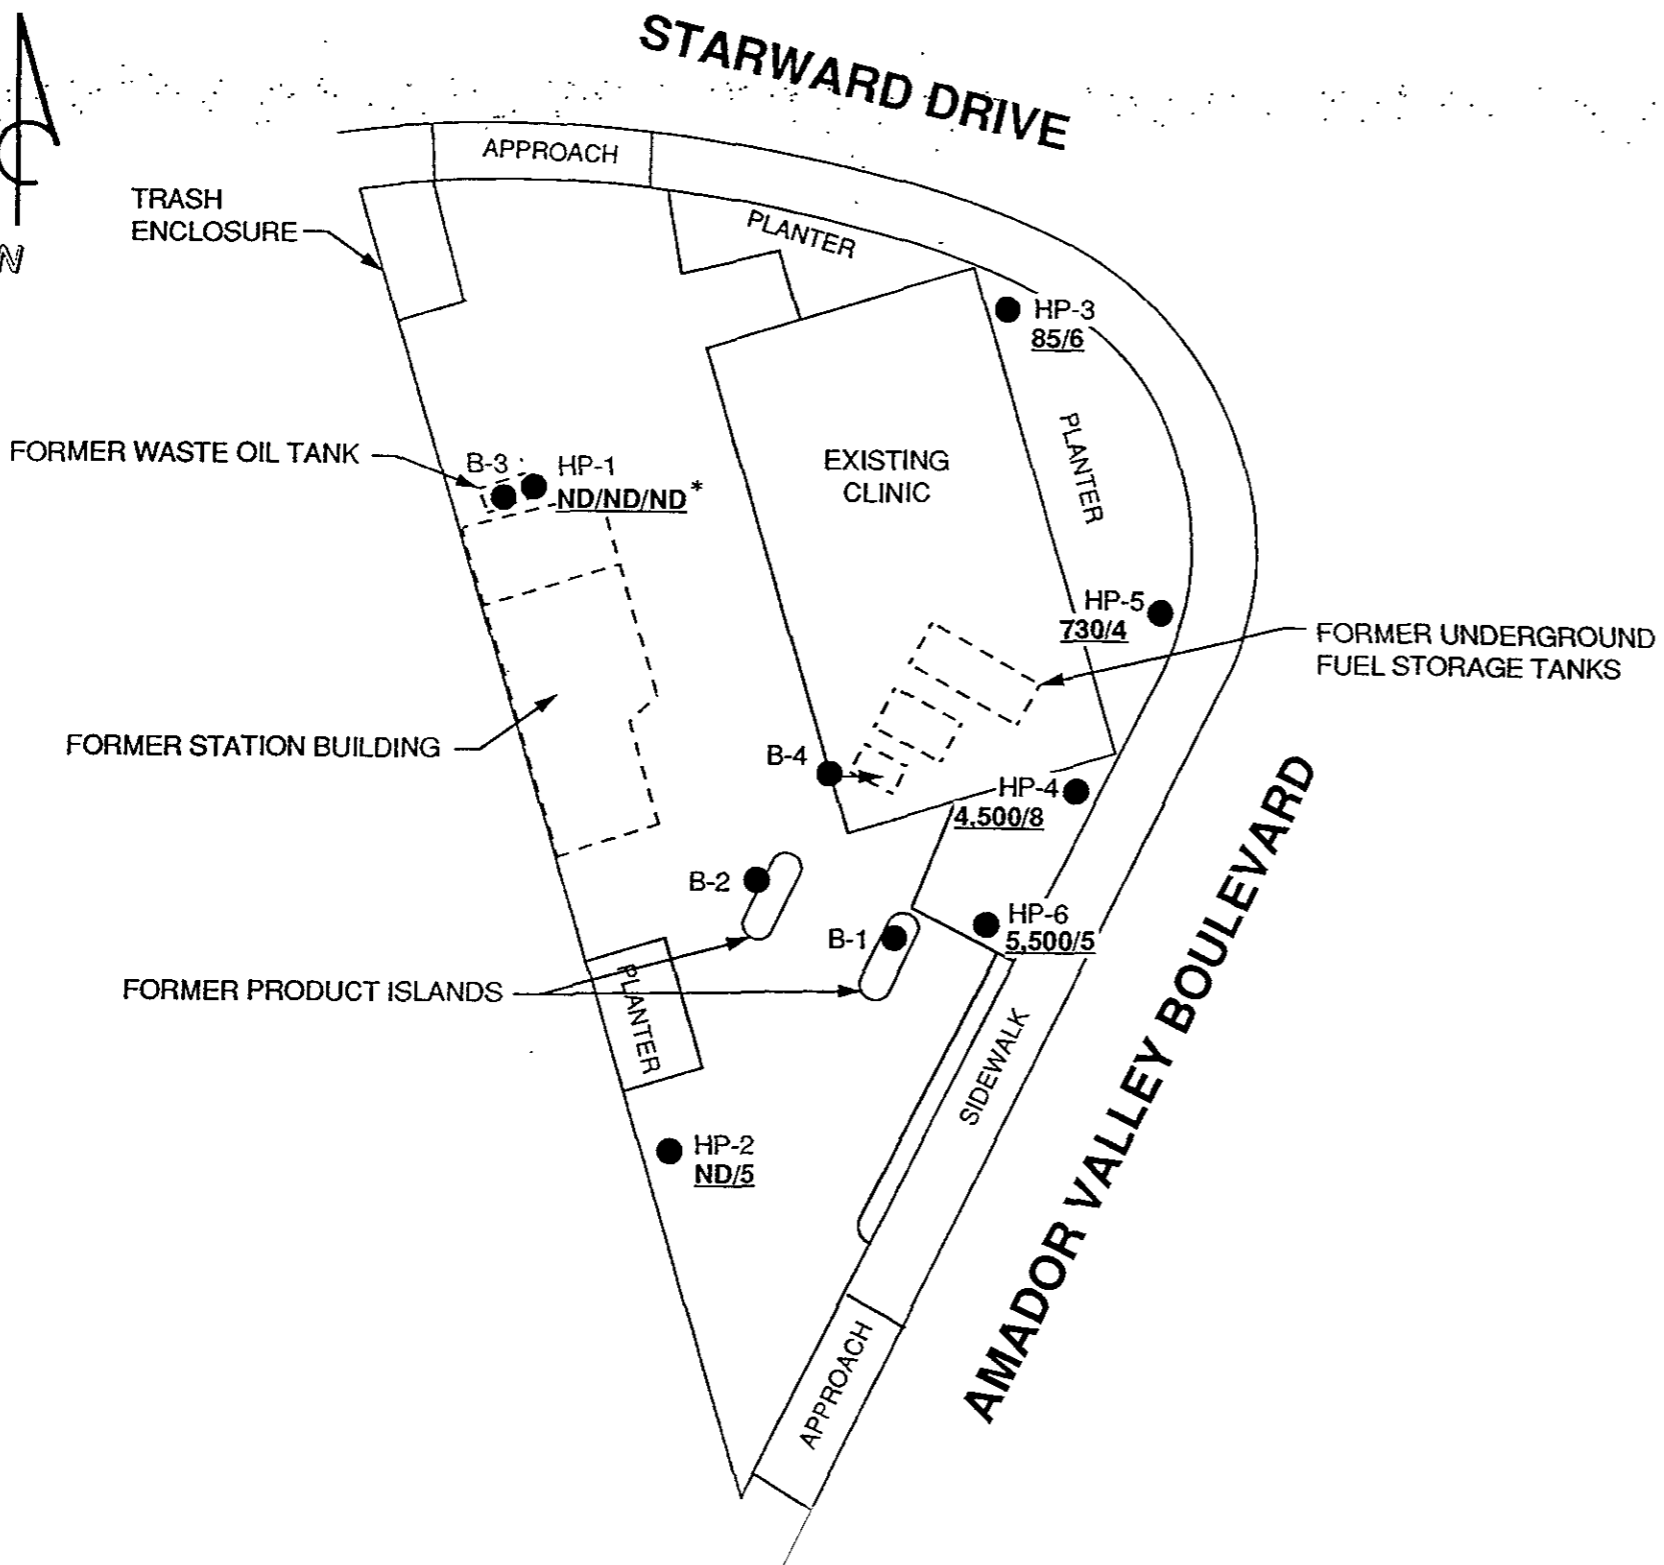 STARWARD DRIVE
APPROACH
TRASH
ENCLOSURE
N
PLANTER
HP-3
85/6
FORMER WASTE OIL TANK
B-3
HP-1
ND/ND/ND*
EXISTING
CLINIC
PLANTER
HP-5
730/4
FORMER UNDERGROUND
FUEL STORAGE TANKS
FORMER STATION BUILDING
B-4
HP-4
4,500/8
B-2
B-1
HP-6
5,500/5
FORMER PRODUCT ISLANDS
PLANTER
SIDEWALK
AMADOR VALLEY BOULEVARD
HP-2
ND/5
APPROACH